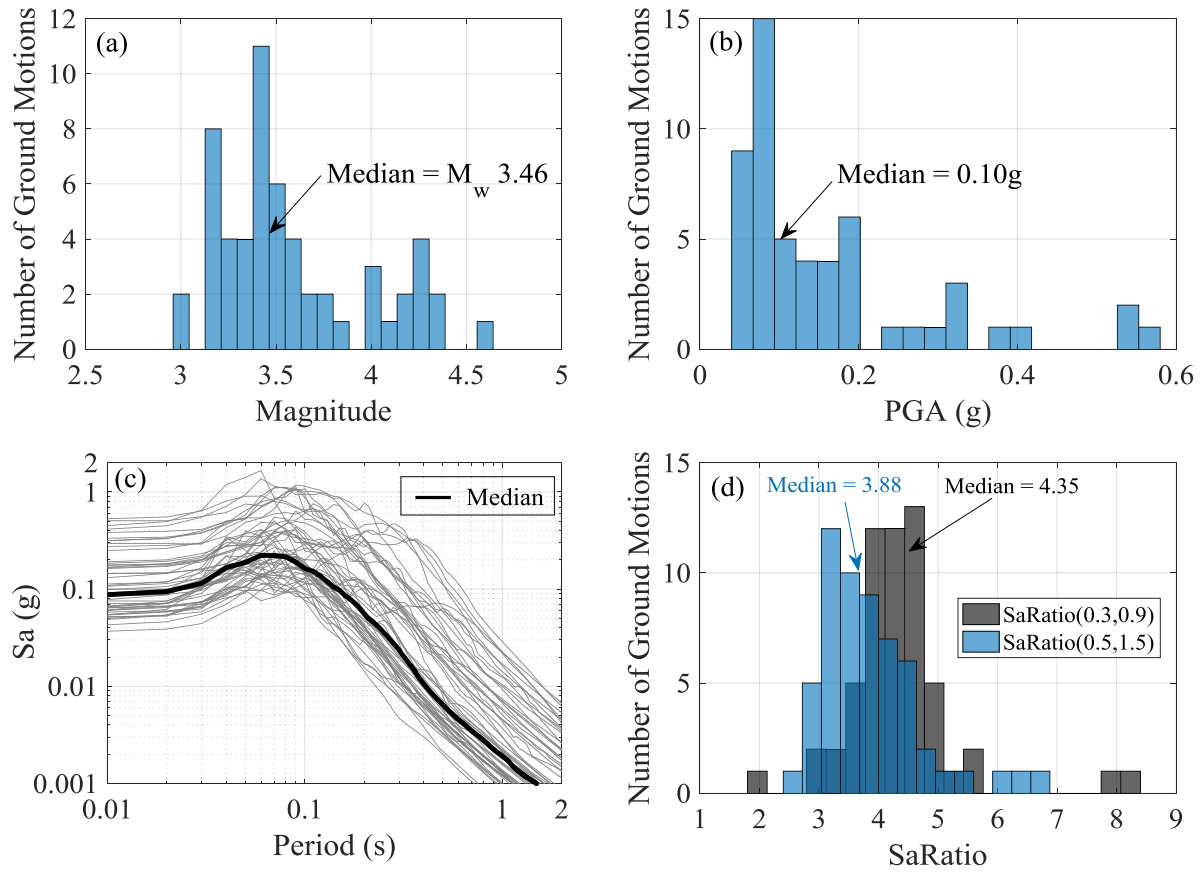 (a)
Number of Ground Motions
12
10
8
6
4
2
0
Median = M_w 3.46
2.5 3 3.5 4 4.5 5
Magnitude
(b)
Number of Ground Motions
15
10
5
0
Median = 0.10g
0 0.2 0.4 0.6
PGA (g)
(c)
Sa (g)
2
1
0.1
0.01
0.001
Median
0.01 0.1 1 2
Period (s)
(d)
Number of Ground Motions
15
10
5
0
Median = 3.88
Median = 4.35
SaRatio(0.3,0.9)
SaRatio(0.5,1.5)
1 2 3 4 5 6 7 8 9
SaRatio